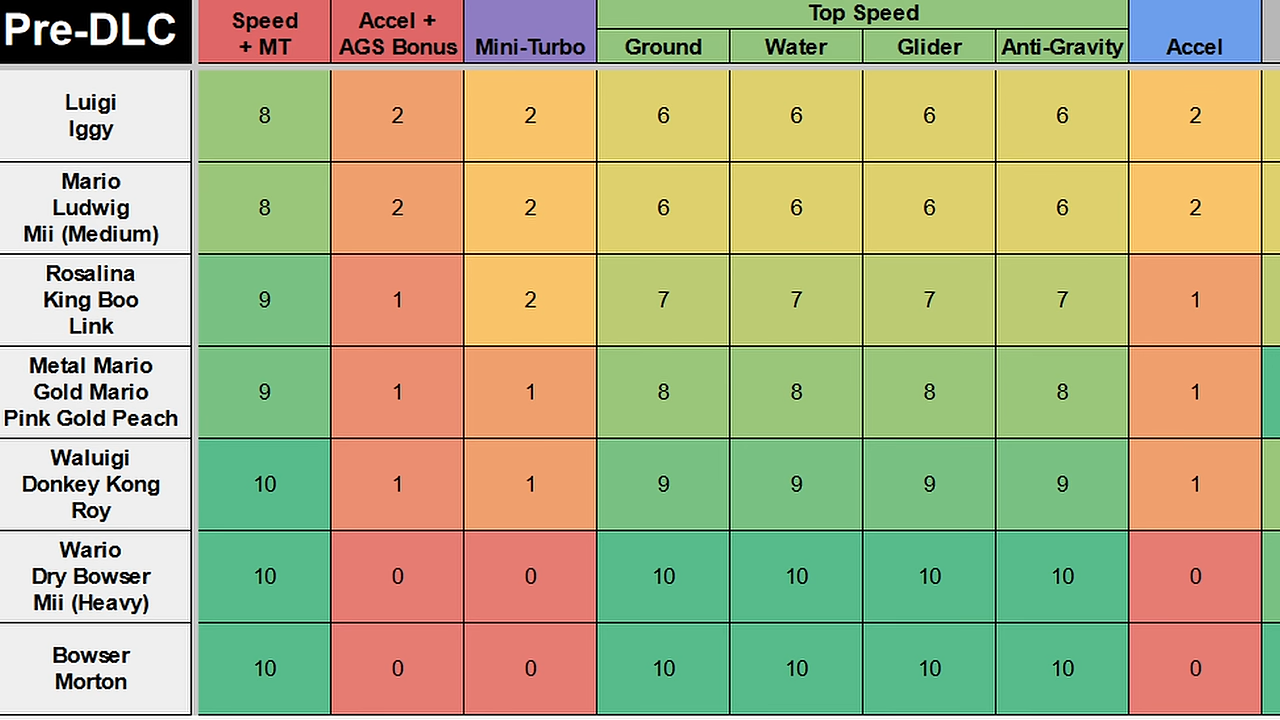 Pre-DLC
Speed
+ MT
Accel +
AGS Bonus
Mini-Turbo
Top Speed
Ground
Water
Glider
Anti-Gravity
Accel
Luigi
Iggy
8 2 2 6 6 6 6 2
Mario
Ludwig
Mii (Medium)
8 2 2 6 6 6 6 2
Rosalina
King Boo
Link
9 1 2 7 7 7 7 1
Metal Mario
Gold Mario
Pink Gold Peach
9 1 1 8 8 8 8 1
Waluigi
Donkey Kong
Roy
10 1 1 9 9 9 9 1
Wario
Dry Bowser
Mii (Heavy)
10 0 0 10 10 10 10 0
Bowser
Morton
10 0 0 10 10 10 10 0